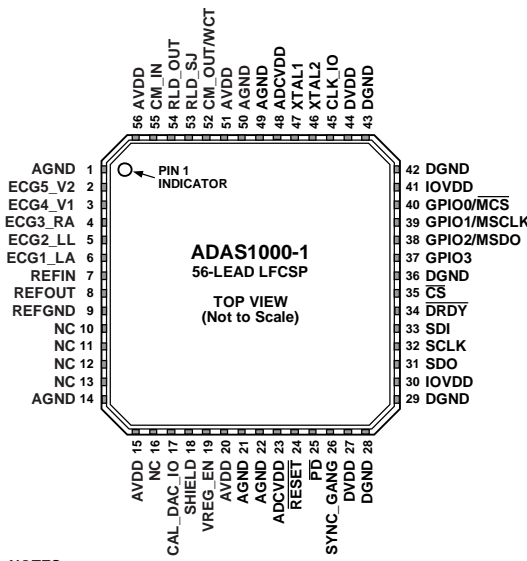 56 AVDD
55 CM_IN
54 RLD_OUT
53 RLD_SJ
52 CM_OUT/WCT
51 AVDD
50 AGND
49 AGND
48 ADCVDD
47 XTAL1
46 XTAL2
45 CLK_IO
44 DVDD
43 DGND
AGND 1
ECG5_V2 2
ECG4_V1 3
ECG3_RA 4
ECG2_LL 5
ECG1_LA 6
REFIN 7
REFOUT 8
REFGND 9
NC 10
NC 11
NC 12
NC 13
AGND 14
PIN 1
INDICATOR
ADAS1000-1
56-LEAD LFCSP
TOP VIEW
(Not to Scale)
42 DGND
41 IOVDD
40 GPIO0/MCS
39 GPIO1/MSCLK
38 GPIO2/MSDO
37 GPIO3
36 DGND
35 CS
34 DRDY
33 SDI
32 SCLK
31 SDO
30 IOVDD
29 DGND
AVDD 15
NC 16
CAL_DAC_IO 17
SHIELD 18
VREG_EN 19
AVDD 20
AGND 21
AGND 22
ADCVDD 23
RESET 24
PD 25
SYNC_GANG 26
DVDD 27
DGND 28